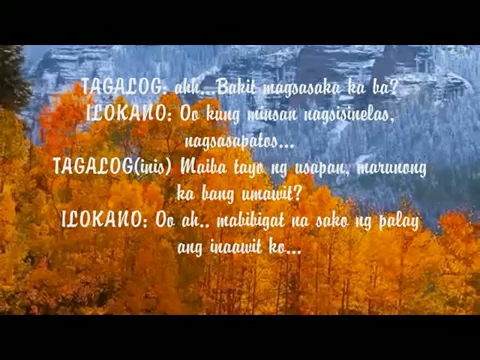 TAGALOG: ahh...Bakit magsasaka ka ba?
ILOKANO: Oo kung minsan nagsisinelas,
nagsasapatos...
TAGALOG(inis) Maiba tayo ng usapan, marunong
ka bang umawit?
ILOKANO: Oo ah.. mabibigat na sako ng palay
ang inaawit ko...